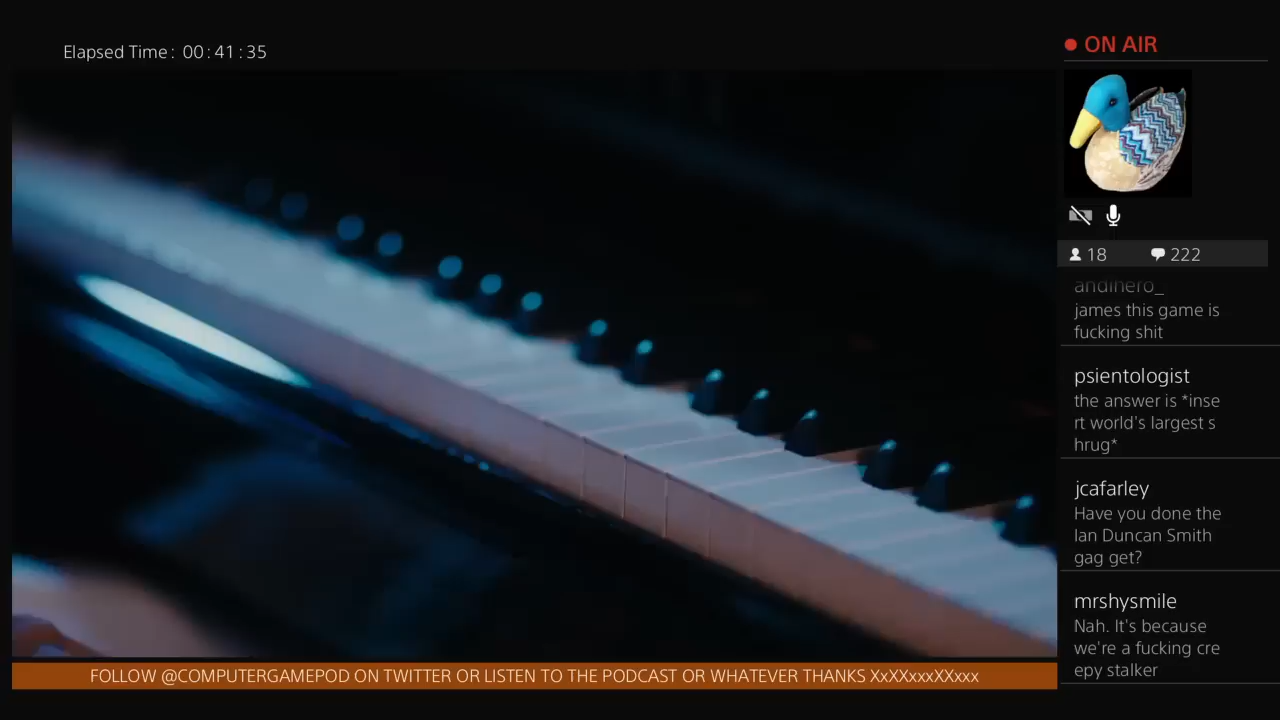 Elapsed Time: 00:41:35
ON AIR
18 222
andihero_
james this game is
fucking shit
psientologist
the answer is *inse
rt world's largest s
hrug*
jcafarley
Have you done the
Ian Duncan Smith
gag get?
mrshysmile
Nah. It's because
we're a fucking cre
epy stalker
FOLLOW @COMPUTERGAMEPOD ON TWITTER OR LISTEN TO THE PODCAST OR WHATEVER THANKS XxXXxxxXXxxx